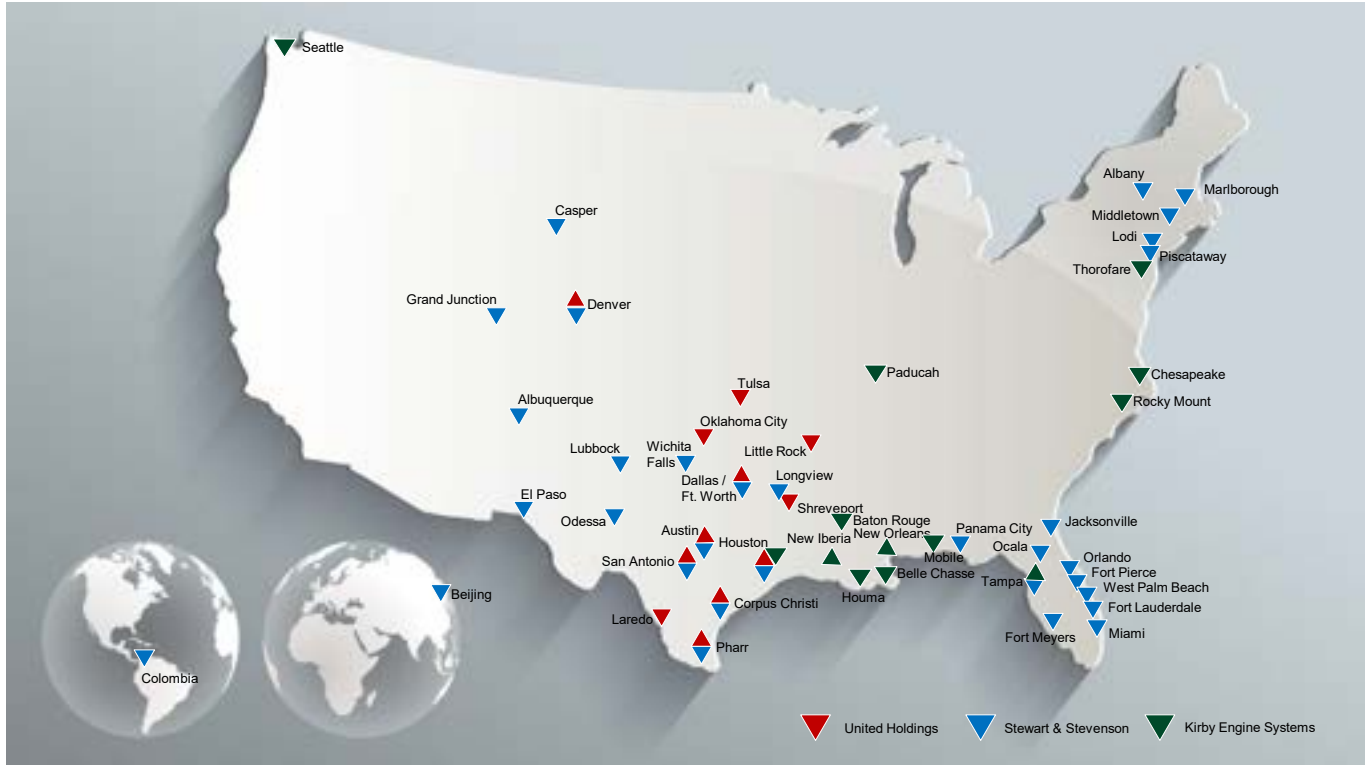 Seattle
Albany
Marlborough
Middletown
Lodi
Piscataway
Thorofare
Casper
Grand Junction
Denver
Paducah
Chesapeake
Rocky Mount
Tulsa
Albuquerque
Oklahoma City
Wichita
Falls
Little Rock
Lubbock
Dallas /
Ft. Worth
Longview
El Paso
Shreveport
Odessa
Baton Rouge
Austin
Houston
New Iberia
New Orleans
Panama City
Jacksonville
Mobile
Ocala
San Antonio
Orlando
Belle Chasse
Fort Pierce
Tampa
West Palm Beach
Houma
Beijing
Corpus Christi
Fort Lauderdale
Laredo
Fort Meyers
Miami
Pharr
Colombia
United Holdings
Stewart & Stevenson
Kirby Engine Systems